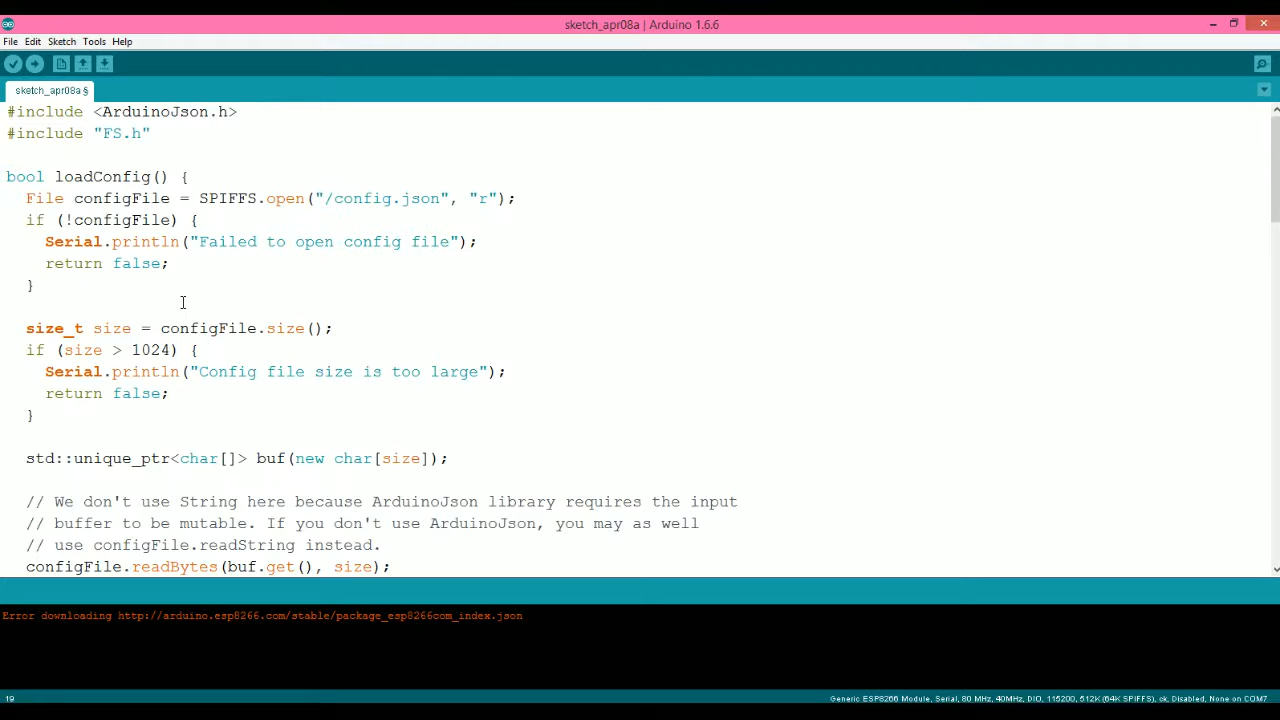 sketch_apr08a | Arduino 1.6.6
File Edit Sketch Tools Help
sketch_apr08a §
#include <ArduinoJson.h>
#include "FS.h"
bool loadConfig() {
File configFile = SPIFFS.open("/config.json", "r");
if (!configFile) {
Serial.println("Failed to open config file");
return false;
}
size_t size = configFile.size();
if (size > 1024) {
Serial.println("Config file size is too large");
return false;
}
std::unique_ptr<char[]> buf(new char[size]);
// We don't use String here because ArduinoJson library requires the input
// buffer to be mutable. If you don't use ArduinoJson, you may as well
// use configFile.readString instead.
configFile.readBytes(buf.get(), size);
Error downloading http://arduino.esp8266.com/stable/package_esp8266com_index.json
19
Generic ESP8266 Module, Serial, 80 MHz, 40MHz, DIO, 115200, 512K (64K SPIFFS), ck, Disabled, None on COM7